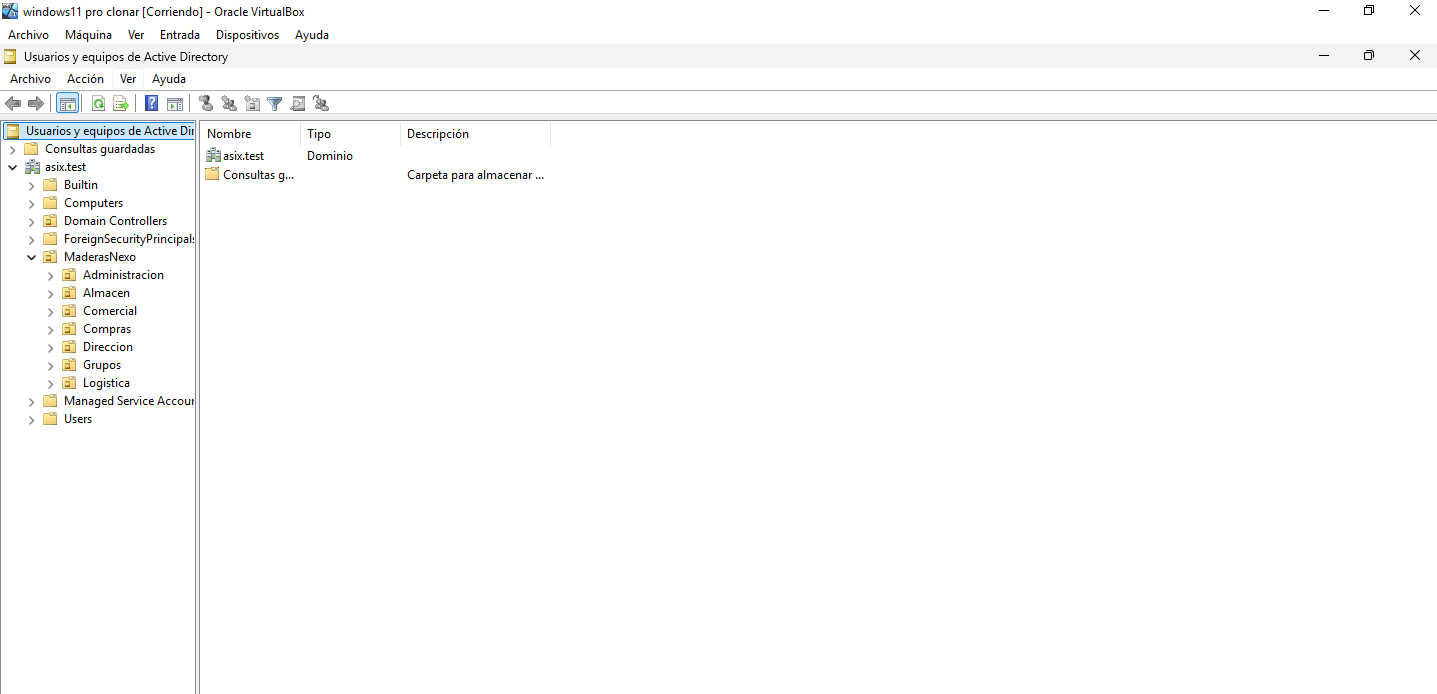 windows11 pro clonar [Corriendo] - Oracle VirtualBox
Archivo Máquina Ver Entrada Dispositivos Ayuda
Usuarios y equipos de Active Directory
Archivo Acción Ver Ayuda
Usuarios y equipos de Active Dir
Nombre Tipo Descripción
Consultas guardadas
asix.test Dominio
asix.test
Consultas g... Carpeta para almacenar ...
Builtin
Computers
Domain Controllers
ForeignSecurityPrincipals
MaderasNexo
Administracion
Almacen
Comercial
Compras
Direccion
Grupos
Logistica
Managed Service Accour
Users